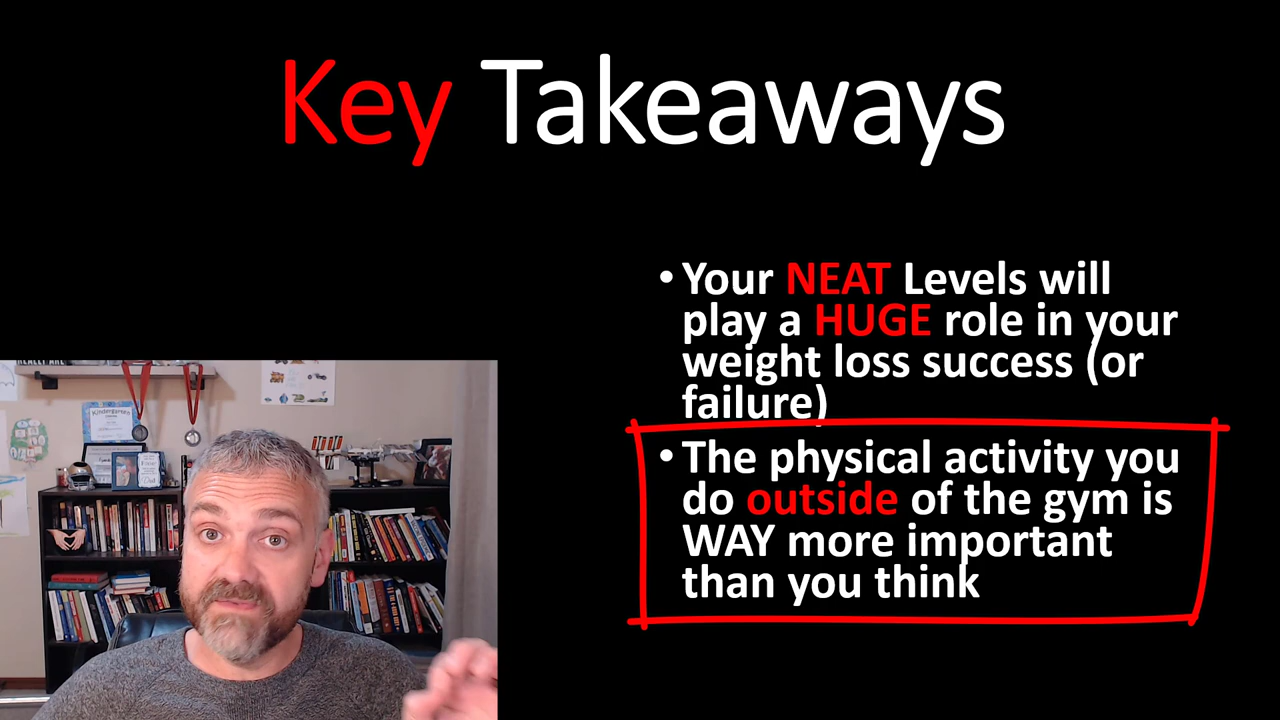 Key Takeaways
• Your NEAT Levels will
play a HUGE role in your
weight loss success (or
failure)
• The physical activity you
do outside of the gym is
WAY more important
than you think
Kindergarten